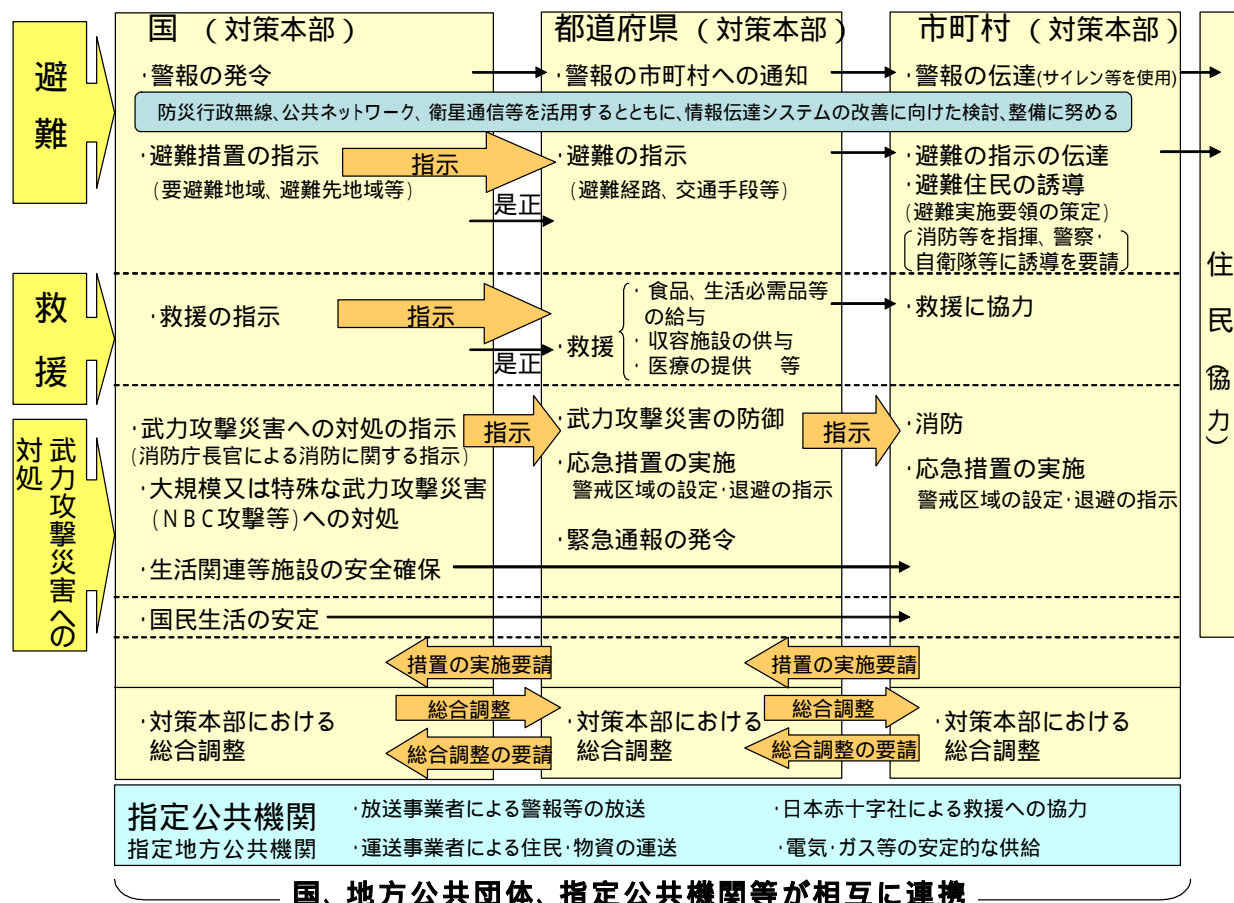 国 (対策本部)
都道府県 (対策本部)
市町村 (対策本部)
避難
・警報の発令
・警報の市町村への通知
・警報の伝達(サイレン等を使用)
防災行政無線、公共ネットワーク、衛星通信等を活用するとともに、情報伝達システムの改善に向けた検討、整備に努める
・避難措置の指示
(要避難地域、避難先地域等)
指示
是正
・避難の指示
(避難経路、交通手段等)
・避難の指示の伝達
・避難住民の誘導
(避難実施要領の策定)
消防等を指揮、警察・
自衛隊等に誘導を要請
住民(協力)
救援
・救援の指示
指示
是正
・救援
・食品、生活必需品等
の給与
・収容施設の供与
・医療の提供 等
・救援に協力
武力攻撃災害への
対処
・武力攻撃災害への対処の指示
(消防庁長官による消防に関する指示)
・大規模又は特殊な武力攻撃災害
(NBC攻撃等)への対処
指示
・武力攻撃災害の防御
・応急措置の実施
警戒区域の設定・退避の指示
・緊急通報の発令
指示
・消防
・応急措置の実施
警戒区域の設定・退避の指示
・生活関連等施設の安全確保
・国民生活の安定
措置の実施要請
措置の実施要請
・対策本部における
総合調整
総合調整
総合調整の要請
・対策本部における
総合調整
総合調整
総合調整の要請
・対策本部における
総合調整
指定公共機関
指定地方公共機関
・放送事業者による警報等の放送
・日本赤十字社による救援への協力
・運送事業者による住民・物資の運送
・電気・ガス等の安定的な供給
国、地方公共団体、指定公共機関等が相互に連携